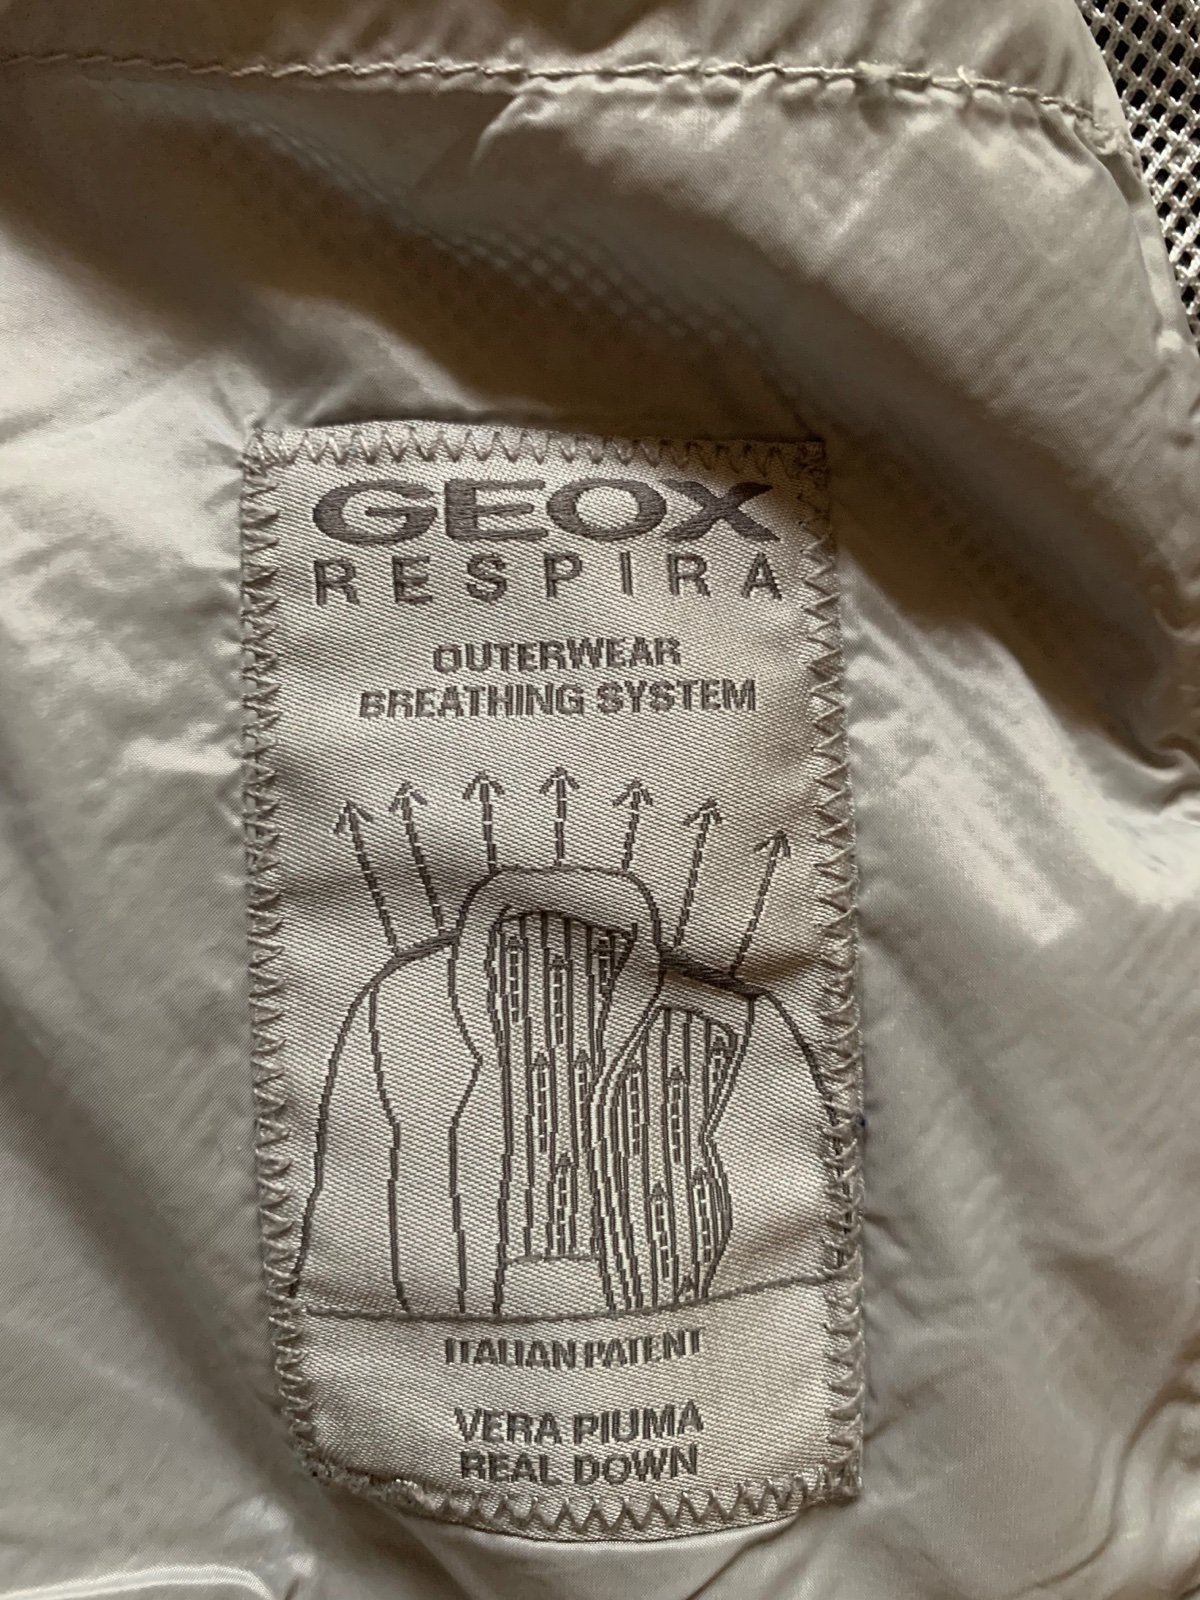 GEOX
RESPIRA
OUTERWEAR
BREATHING SYSTEM
ITALIAN PATENT
VERA PIUMA
REAL DOWN